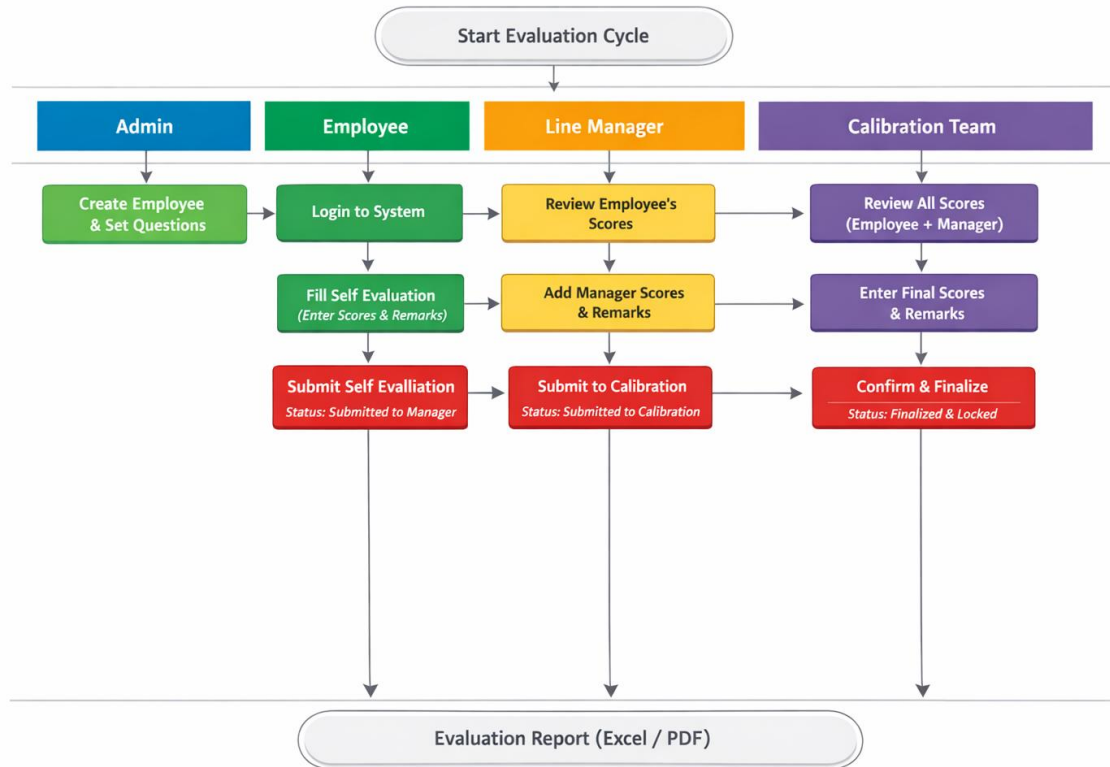 Start Evaluation Cycle
Admin
Employee
Line Manager
Calibration Team
Create Employee
& Set Questions
Login to System
Review Employee's
Scores
Review All Scores
(Employee + Manager)
Fill Self Evaluation
(Enter Scores & Remarks)
Add Manager Scores
& Remarks
Enter Final Scores
& Remarks
Submit Self Evalliation
Status: Submitted to Manager
Submit to Calibration
Status: Submitted to Calibration
Confirm & Finalize
Status: Finalized & Locked
Evaluation Report (Excel / PDF)